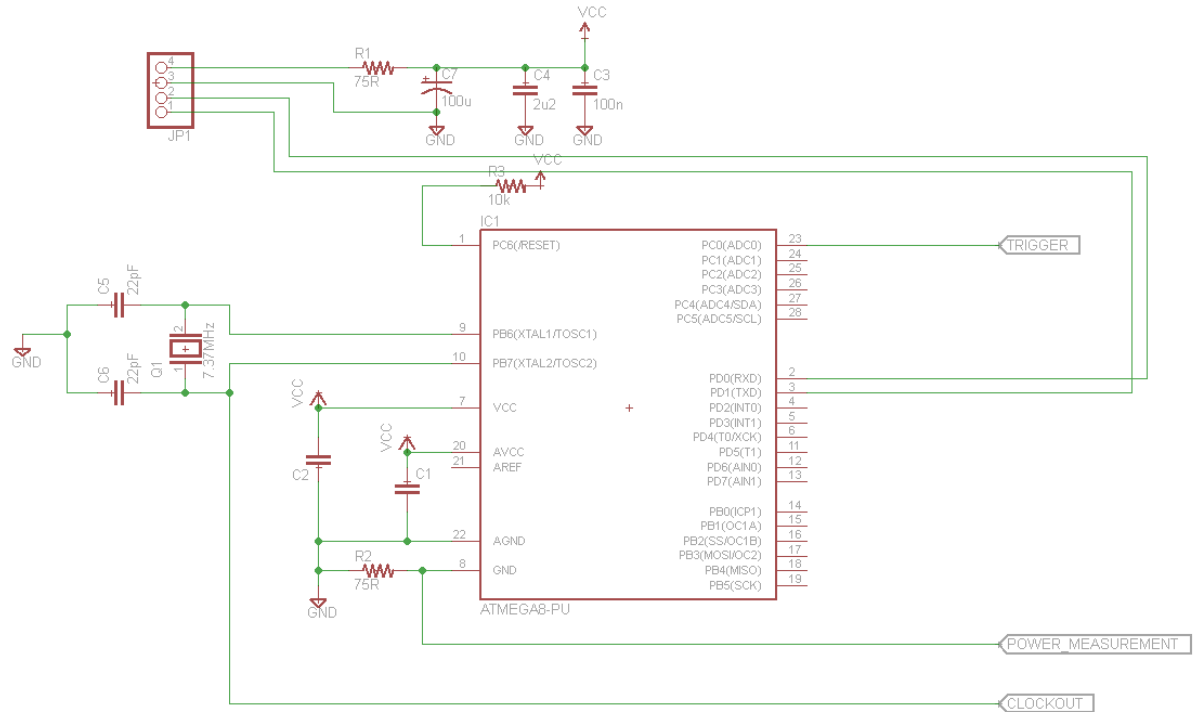 VCC
R1
75R
C7
100u
C4
2u2
C3
100n
GND
GND
GND
4
3
2
1
JP1
VCC
R3
10k
IC1
1
PC6(/RESET)
9
PB6(XTAL1/TOSC1)
10
PB7(XTAL2/TOSC2)
7
VCC
20
AVCC
21
AREF
22
AGND
8
GND
PC0(ADC0)
23
PC1(ADC1)
24
PC2(ADC2)
25
PC3(ADC3)
26
PC4(ADC4/SDA)
27
PC5(ADC5/SCL)
28
PD0(RXD)
2
PD1(TXD)
3
PD2(INT0)
4
PD3(INT1)
5
PD4(T0/XCK)
6
PD5(T1)
11
PD6(AIN0)
12
PD7(AIN1)
13
PB0(ICP1)
14
PB1(OC1A)
15
PB2(SS/OC1B)
16
PB3(MOSI/OC2)
17
PB4(MISO)
18
PB5(SCK)
19
ATMEGA8-PU
TRIGGER
C5
22pF
C6
22pF
GND
2
1
Q1
7.37MHz
VCC
C2
VCC
C1
R2
75R
GND
POWER_MEASUREMENT
CLOCKOUT